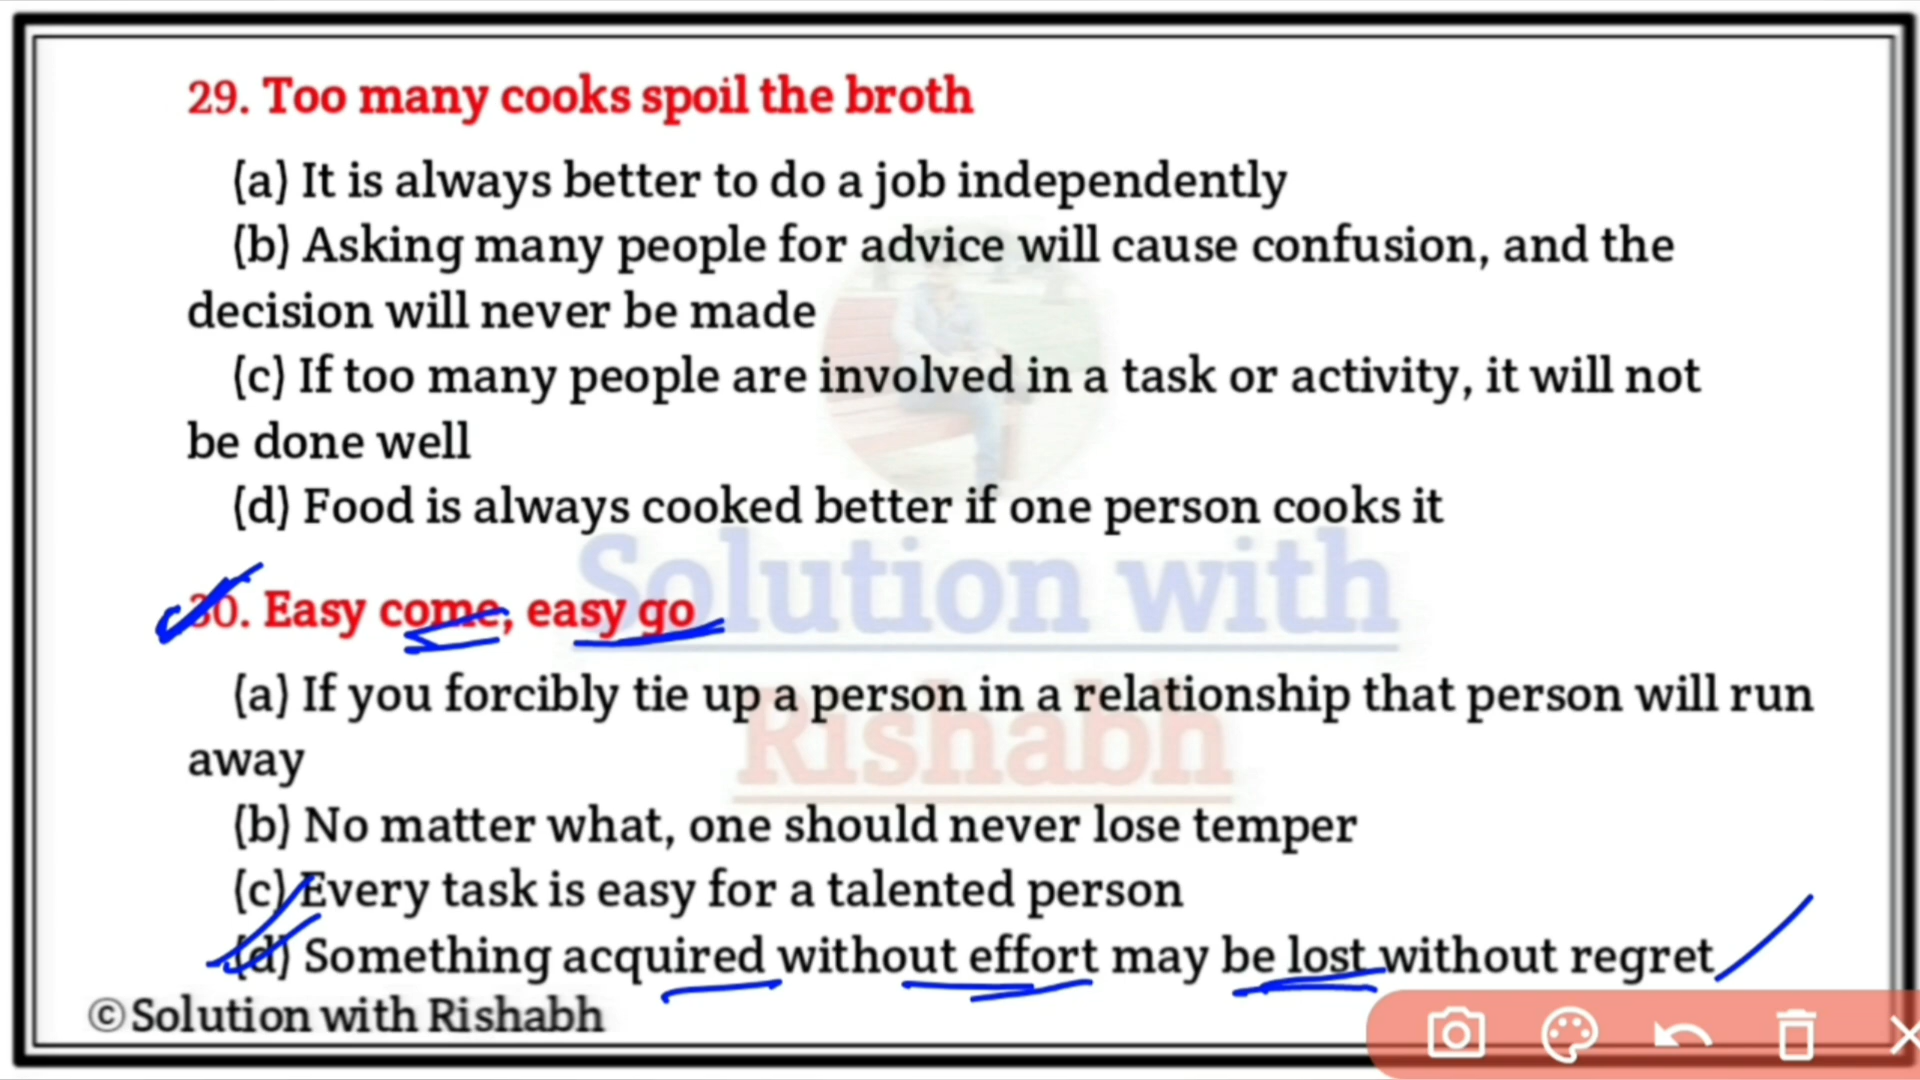 29. Too many cooks spoil the broth
(a) It is always better to do a job independently
(b) Asking many people for advice will cause confusion, and the
decision will never be made
(c) If too many people are involved in a task or activity, it will not
be done well
(d) Food is always cooked better if one person cooks it
Solution with
30. Easy come, easy go
(a) If you forcibly tie up a person in a relationship that person will run
Rishabh
away
(b) No matter what, one should never lose temper
(c) Every task is easy for a talented person
(d) Something acquired without effort may be lost without regret
©Solution with Rishabh